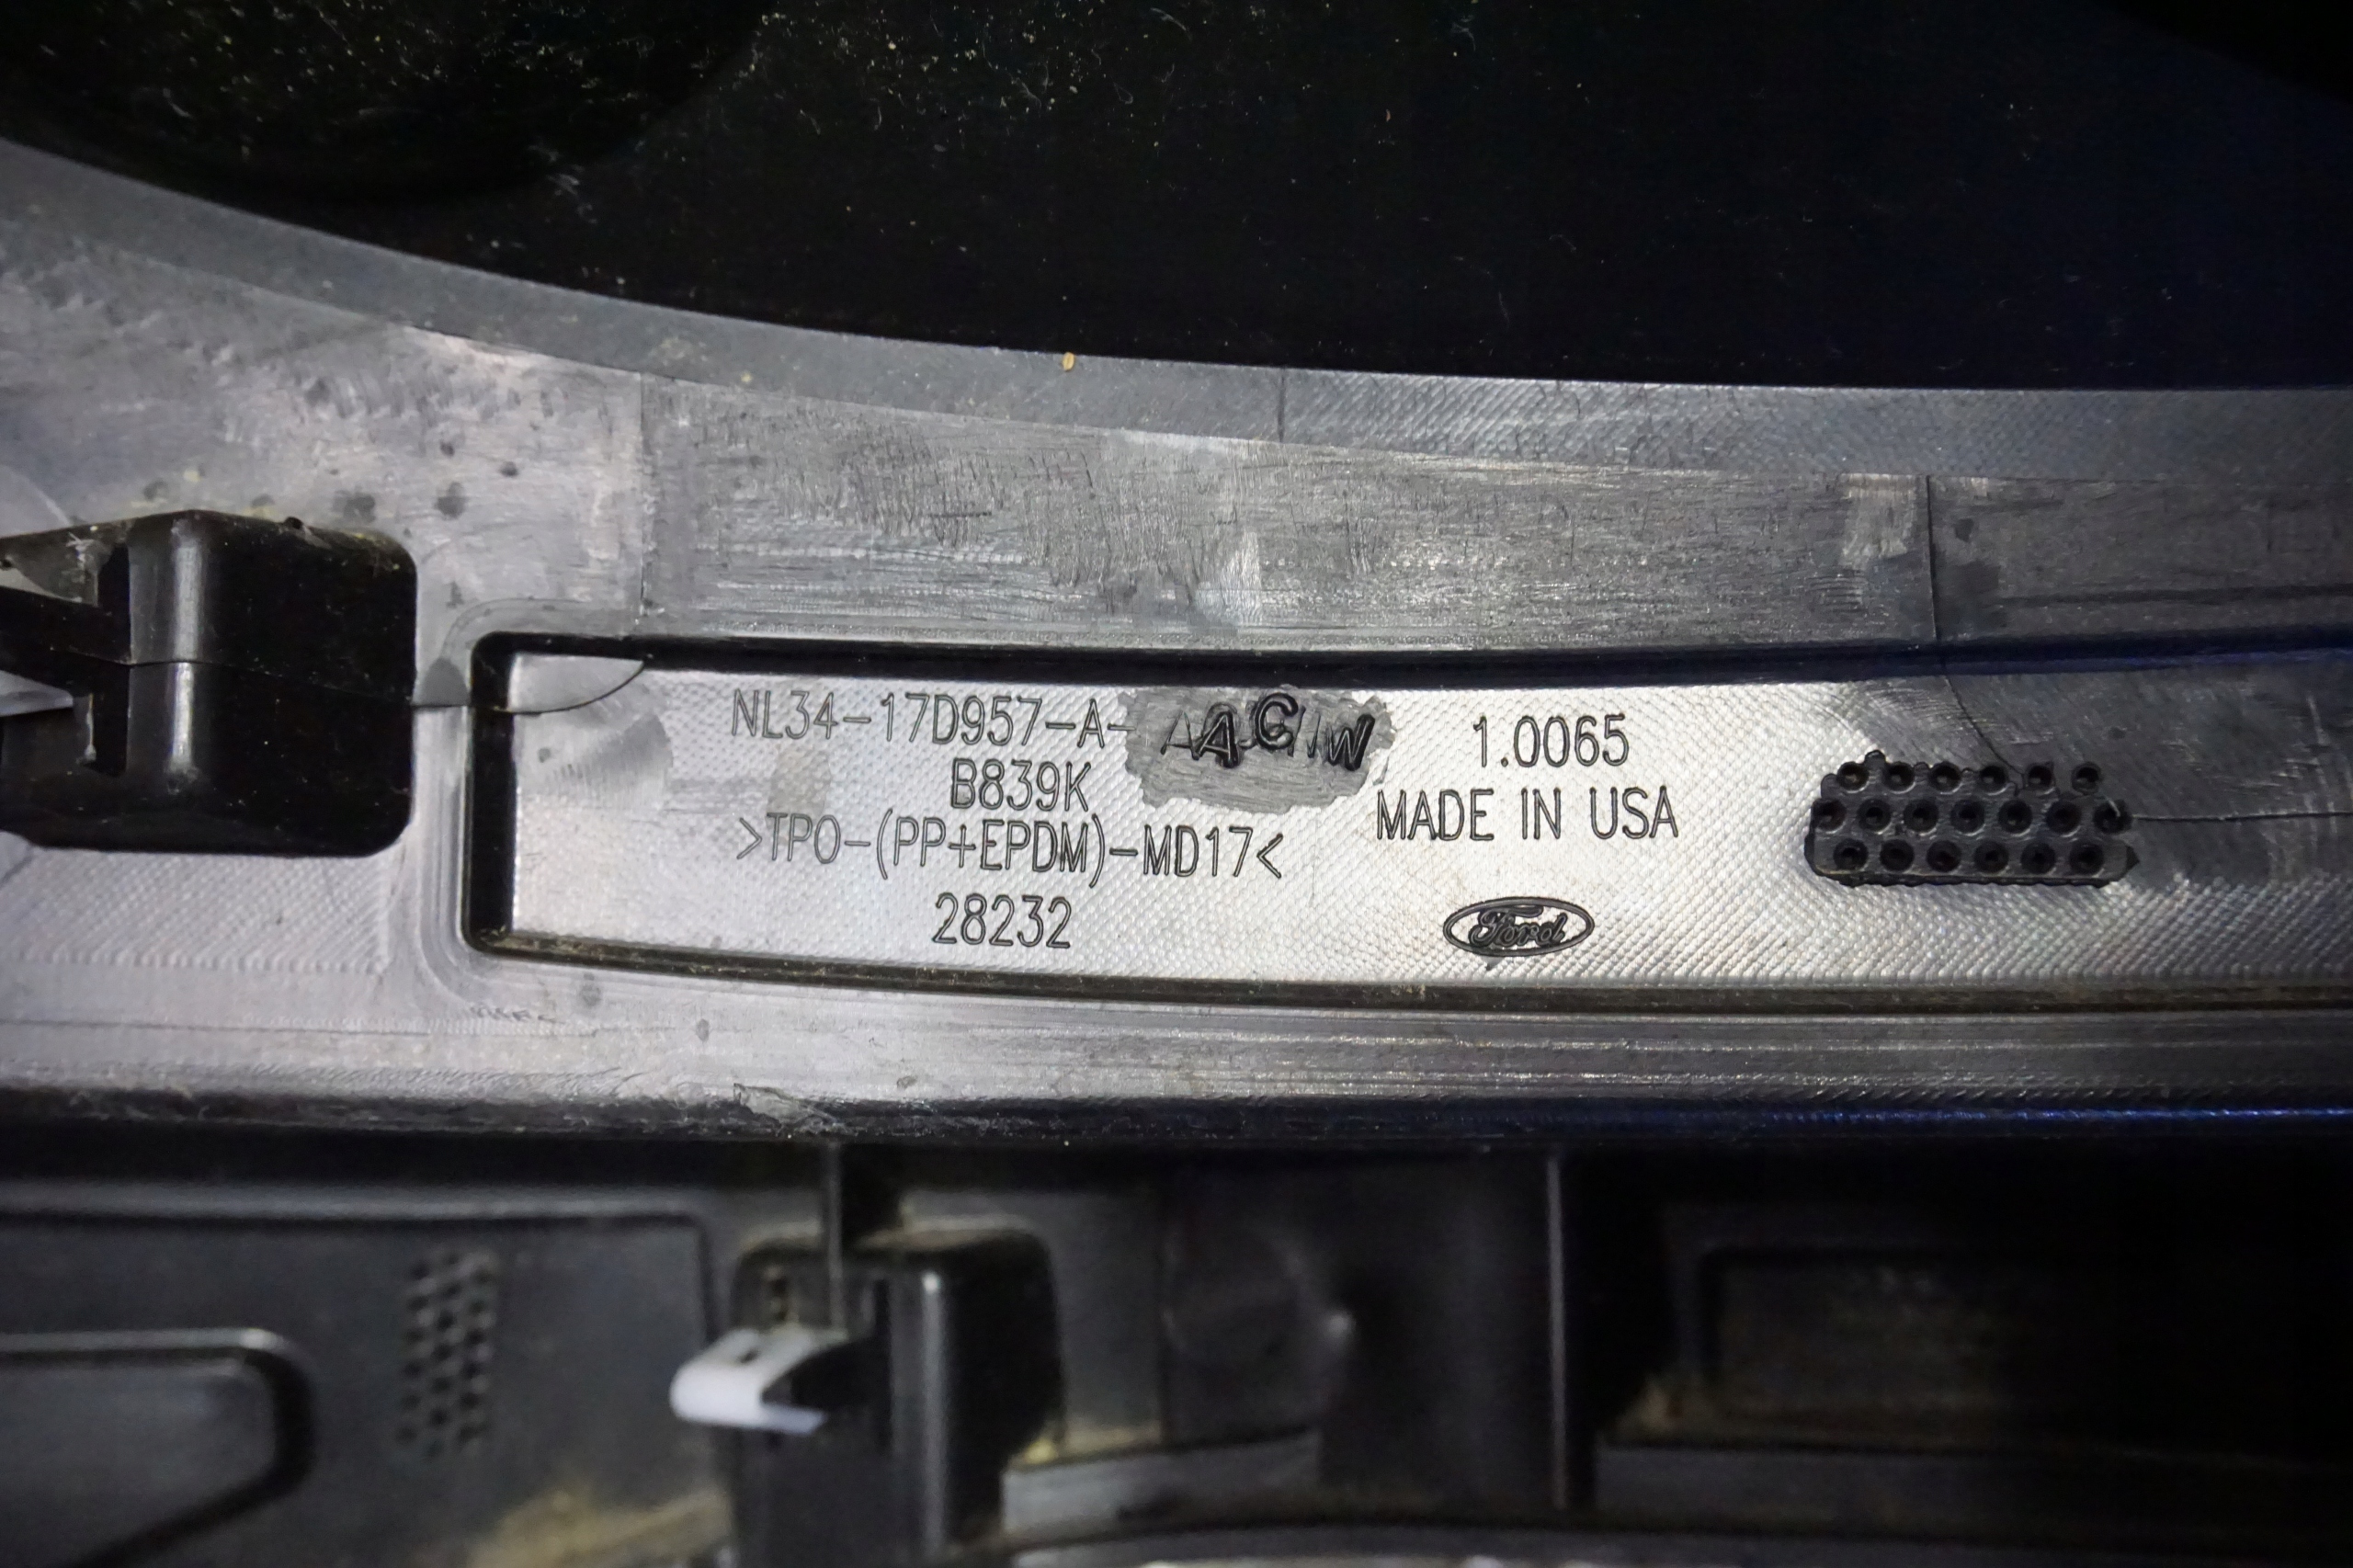 NL34-17D957-A- ACW
B839K
>TPO-(PP+EPDM)-MD17<
28232
1.0065
MADE IN USA
Ford